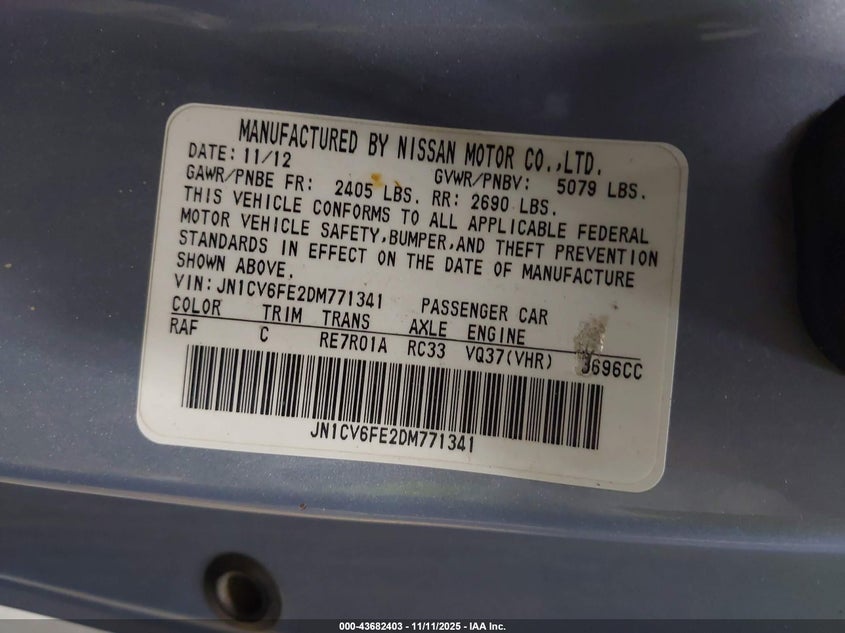 MANUFACTURED BY NISSAN MOTOR CO.,LTD.
DATE: 11/12 GVWR/PNBV: 5079 LBS.
GAWR/PNBE FR: 2405 LBS. RR: 2690 LBS.
THIS VEHICLE CONFORMS TO ALL APPLICABLE FEDERAL
MOTOR VEHICLE SAFETY,BUMPER,AND THEFT PREVENTION
STANDARDS IN EFFECT ON THE DATE OF MANUFACTURE
SHOWN ABOVE.
VIN:JN1CV6FE2DM771341 PASSENGER CAR
COLOR TRIM TRANS AXLE ENGINE
RAF C RE7R01A RC33 VQ37(VHR) 3696CC
JN1CV6FE2DM771341
000-43682403 - 11/11/2025 - IAA Inc.